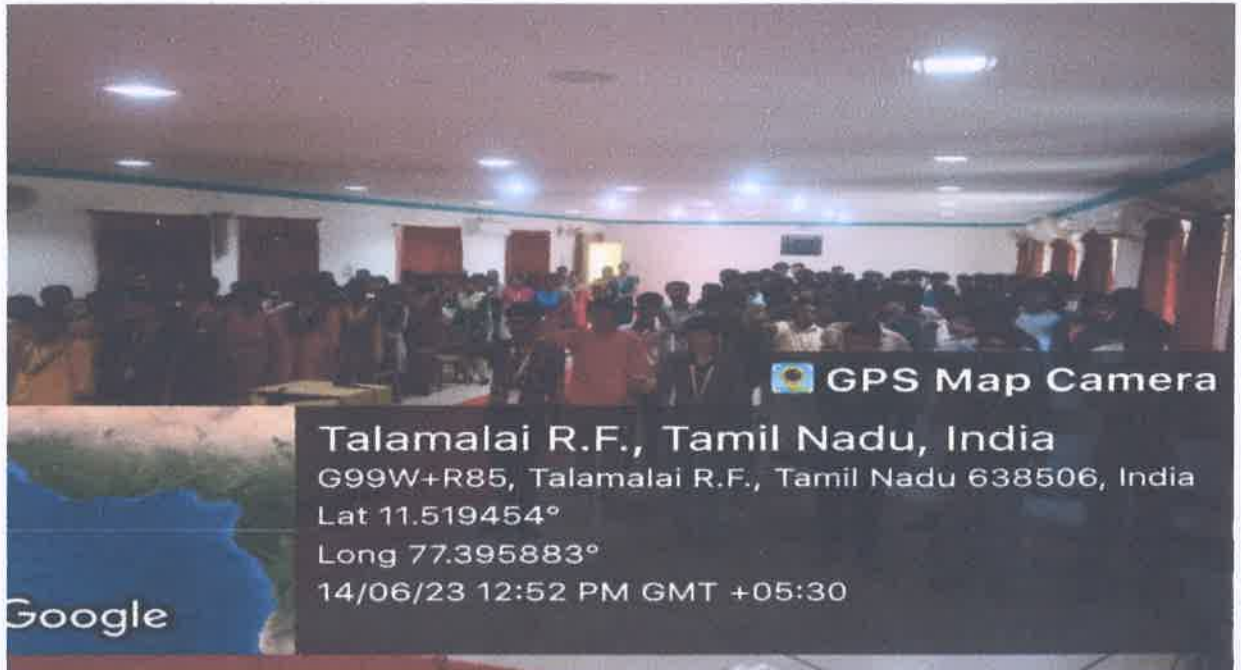 GPS Map Camera
Talamalai R.F., Tamil Nadu, India
G99W+R85, Talamalai R.F., Tamil Nadu 638506, India
Lat 11.519454°
Long 77.395883°
14/06/23 12:52 PM GMT +05:30
Google